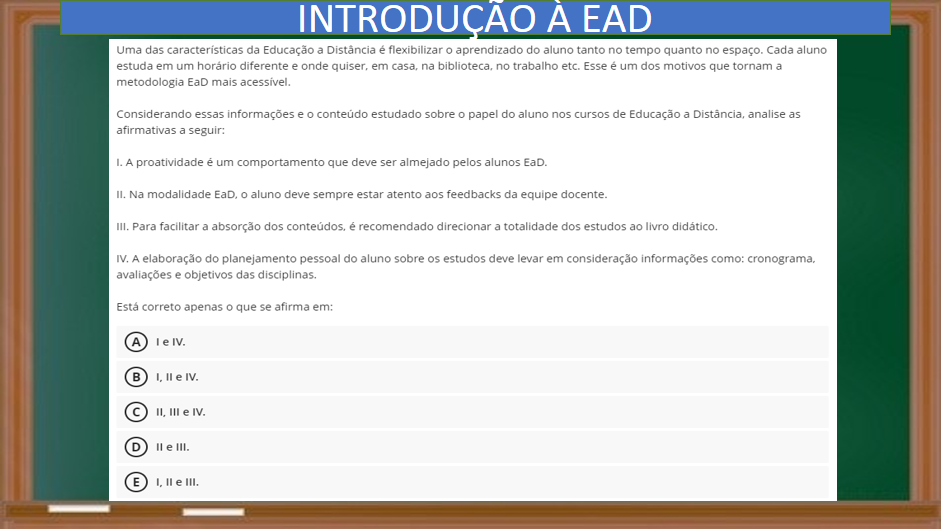 INTRODUÇÃO À EAD
Uma das características da Educação a Distância é flexibilizar o aprendizado do aluno tanto no tempo quanto no espaço. Cada aluno
estuda em um horário diferente e onde quiser, em casa, na biblioteca, no trabalho etc. Esse é um dos motivos que tornam a
metodologia EaD mais acessível.
Considerando essas informações e o conteúdo estudado sobre o papel do aluno nos cursos de Educação a Distância, analise as
afirmativas a seguir:
I. A proatividade é um comportamento que deve ser almejado pelos alunos EaD.
II. Na modalidade EaD, o aluno deve sempre estar atento aos feedbacks da equipe docente.
III. Para facilitar a absorção dos conteúdos, é recomendado direcionar a totalidade dos estudos ao livro didático.
IV. A elaboração do planejamento pessoal do aluno sobre os estudos deve levar em consideração informações como: cronograma,
avaliações e objetivos das disciplinas.
Está correto apenas o que se afirma em:
A I e IV.
B I, II e IV.
C II, III e IV.
D II e III.
E I, II e III.